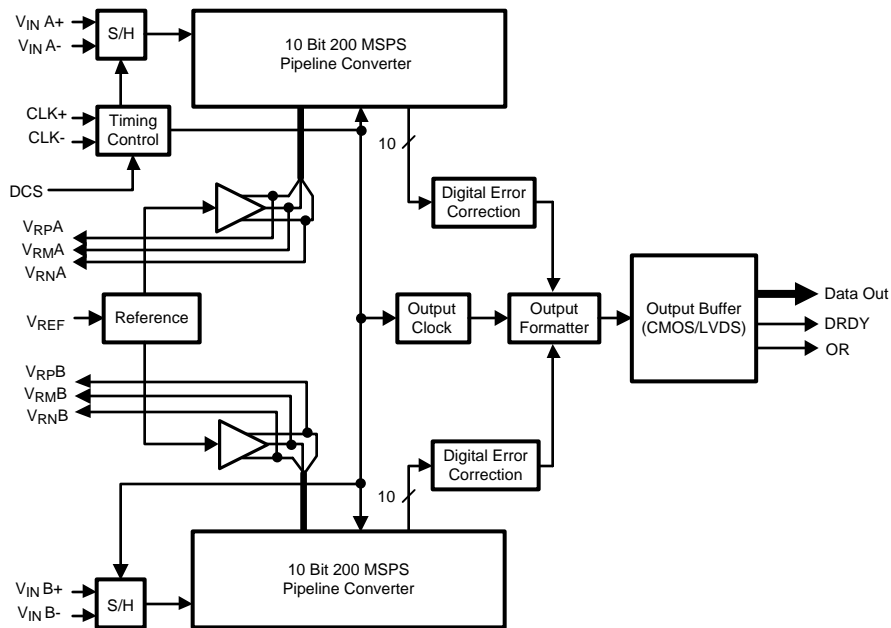 VIN A+
VIN A-
S/H
10 Bit 200 MSPS
Pipeline Converter
CLK+
CLK-
Timing
Control
10
DCS
Digital Error
Correction
VRPA
VRMA
VRNA
VREF
Reference
Output
Clock
Output
Formatter
Output Buffer
(CMOS/LVDS)
Data Out
DRDY
OR
VRPB
VRMB
VRNB
Digital Error
Correction
10
10 Bit 200 MSPS
Pipeline Converter
VIN B+
VIN B-
S/H